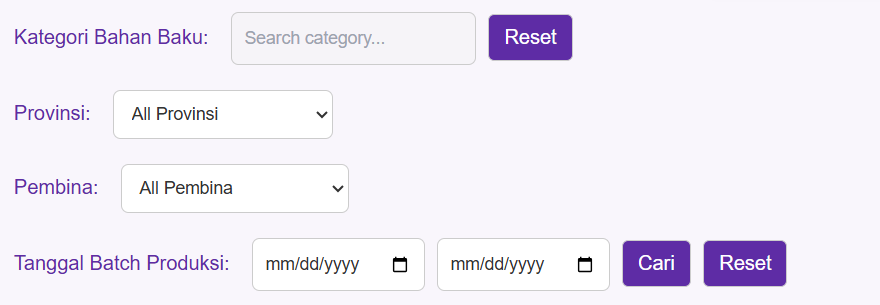 Kategori Bahan Baku: Search category... Reset
Provinsi: All Provinsi
Pembina: All Pembina
Tanggal Batch Produksi: mm/dd/yyyy mm/dd/yyyy Cari Reset